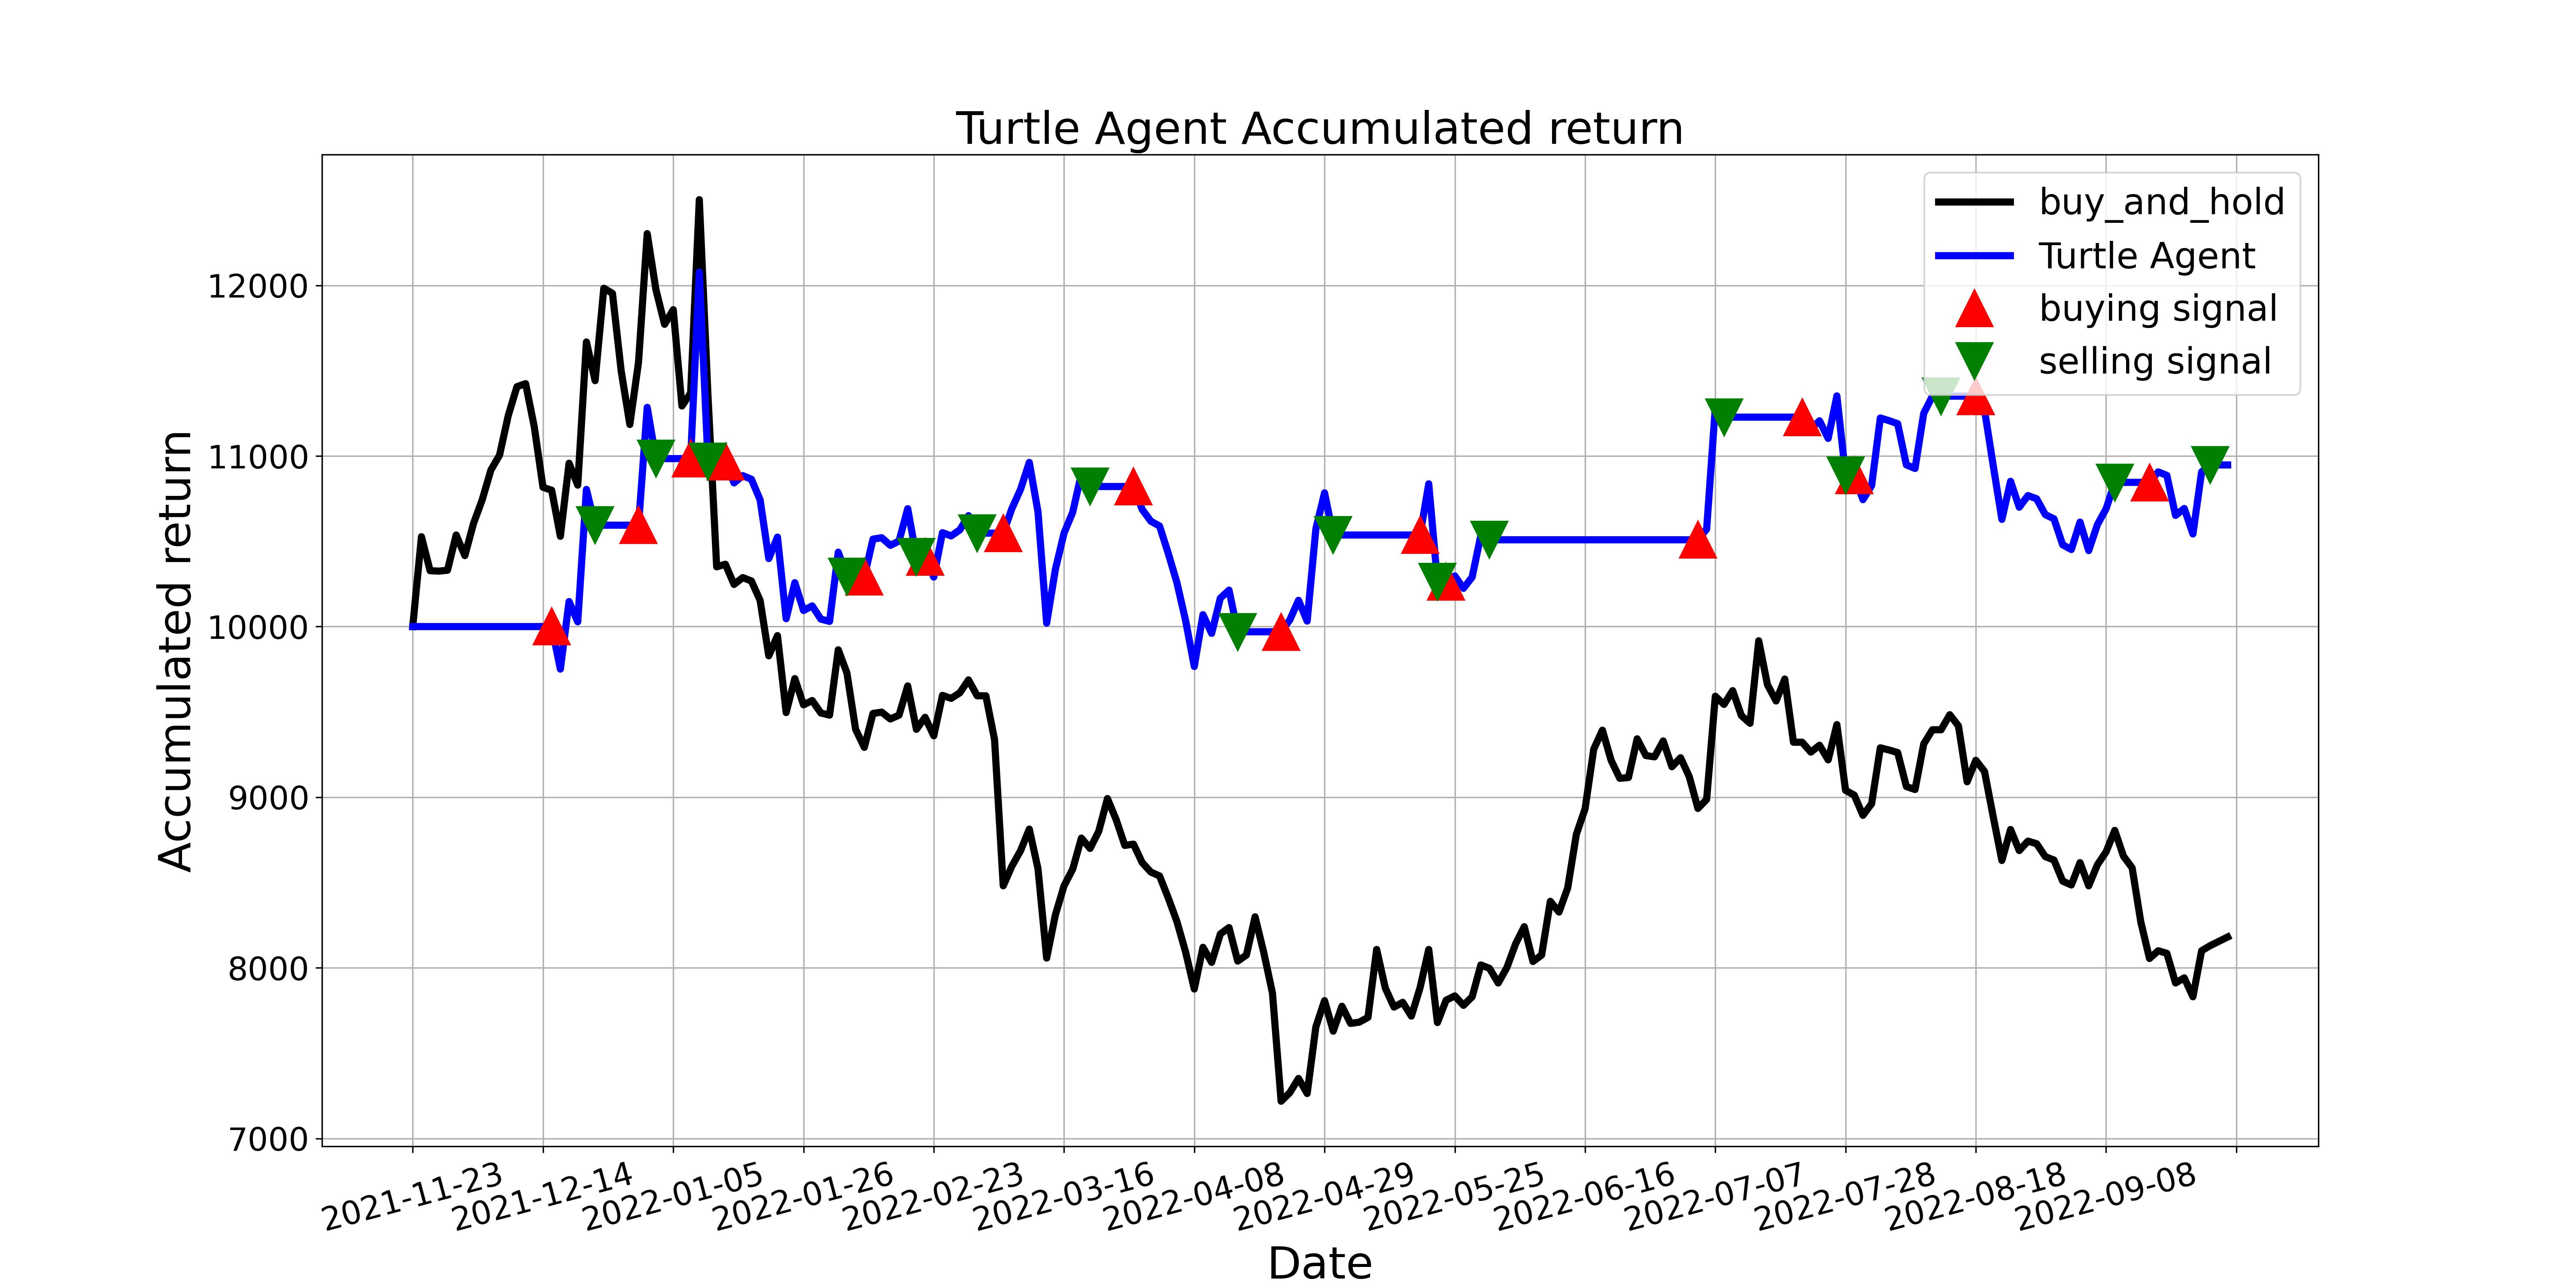 Turtle Agent Accumulated return
buy_and_hold
Turtle Agent
buying signal
selling signal
Accumulated return
12000
11000
10000
9000
8000
7000
2021-11-23
2021-12-14
2022-01-05
2022-01-26
2022-02-23
2022-03-16
2022-04-08
2022-04-29
2022-05-25
2022-06-16
2022-07-07
2022-07-28
2022-08-18
2022-09-08
Date